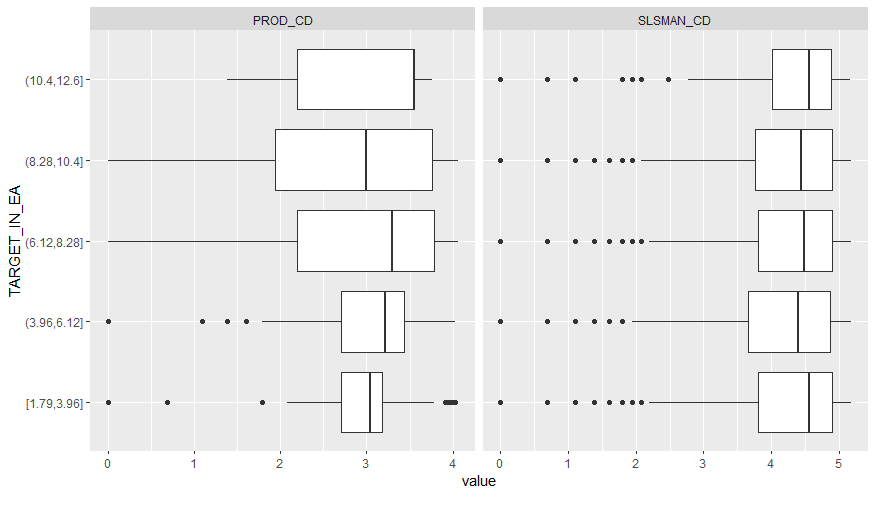 PROD_CD
SLSMAN_CD
TARGET_IN_EA
(10.4,12.6]
(8.28,10.4]
(6.12,8.28]
(3.96,6.12]
[1.79,3.96]
0 1 2 3 4
0 1 2 3 4 5
value